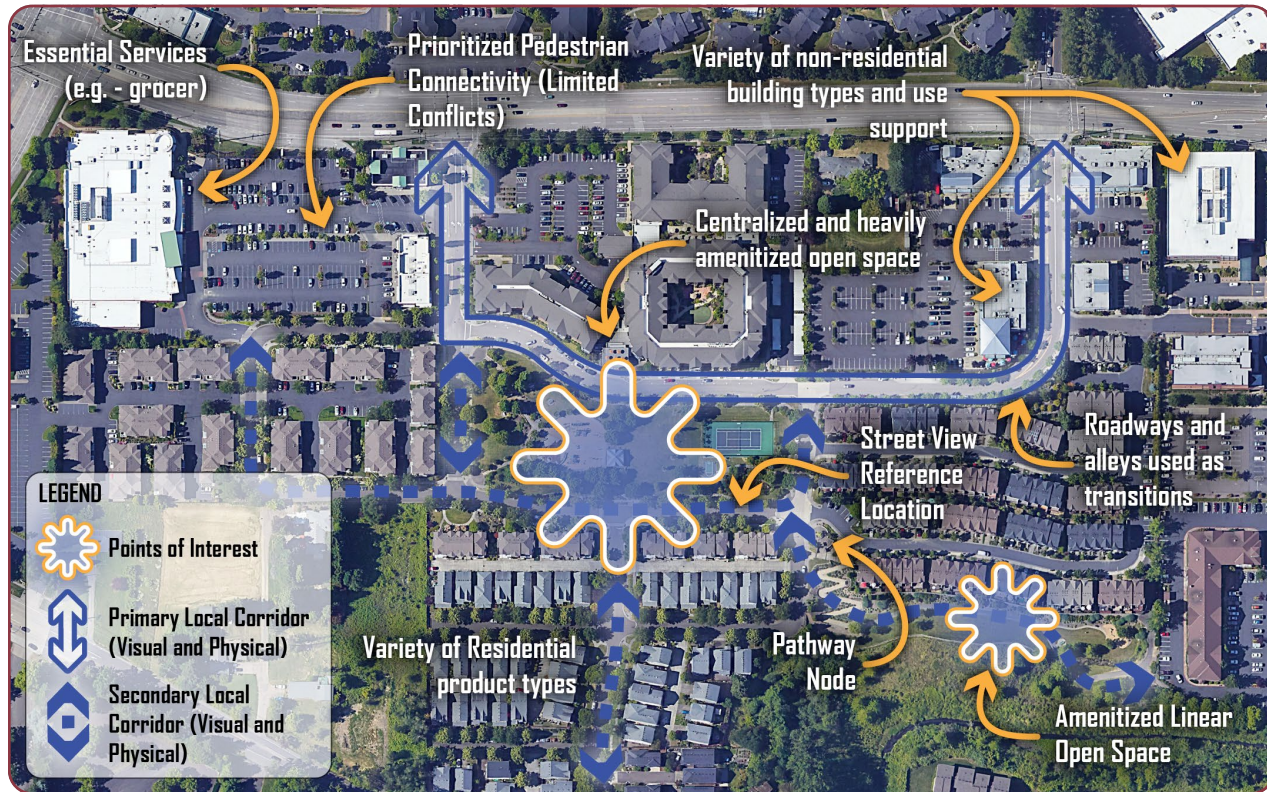 Essential Services
(e.g. - grocer)
Prioritized Pedestrian
Connectivity (Limited
Conflicts)
Variety of non-residential
building types and use
support
Centralized and heavily
amenitized open space
Street View
Reference
Location
Roadways and
alleys used as
transitions
LEGEND
Points of Interest
Primary Local Corridor
(Visual and Physical)
Secondary Local
Corridor (Visual and
Physical)
Variety of Residential
product types
Pathway
Node
Amenitized Linear
Open Space